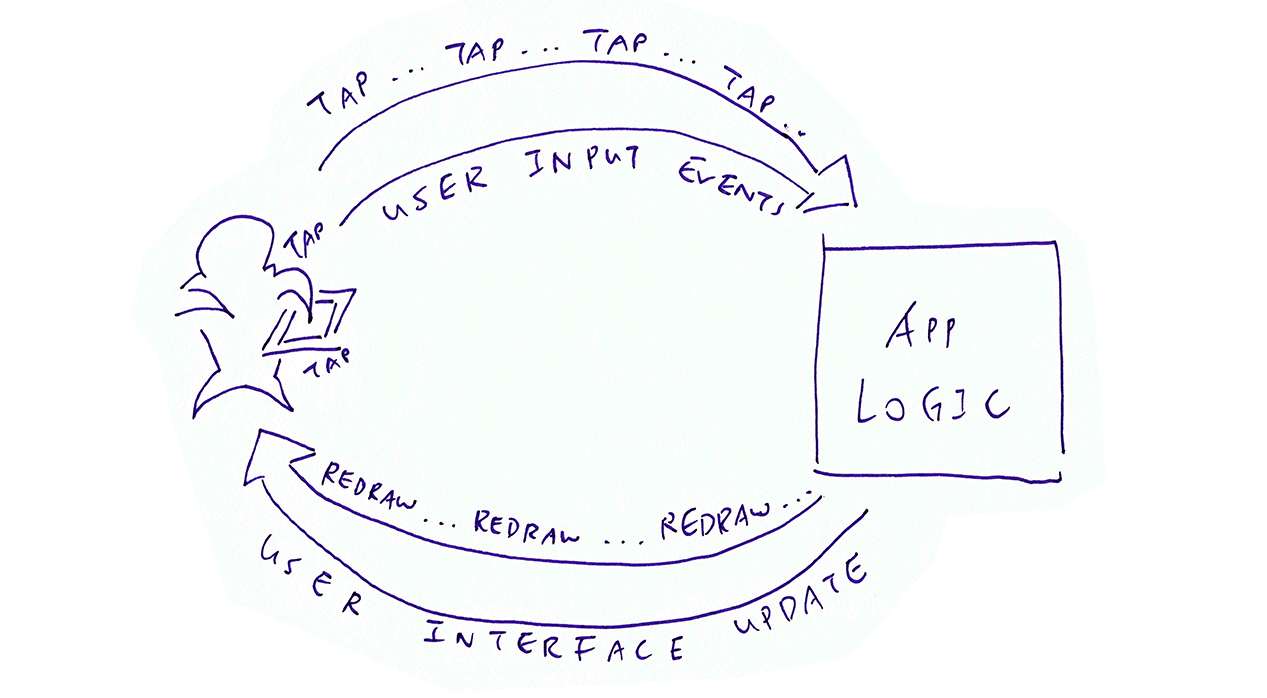 TAP ... TAP ... TAP ... TAP ..
USER INPUT EVENTS
TAP
TAP
APP
LOGIC
REDRAW ... REDRAW ... REDRAW ...
USER INTERFACE UPDATE